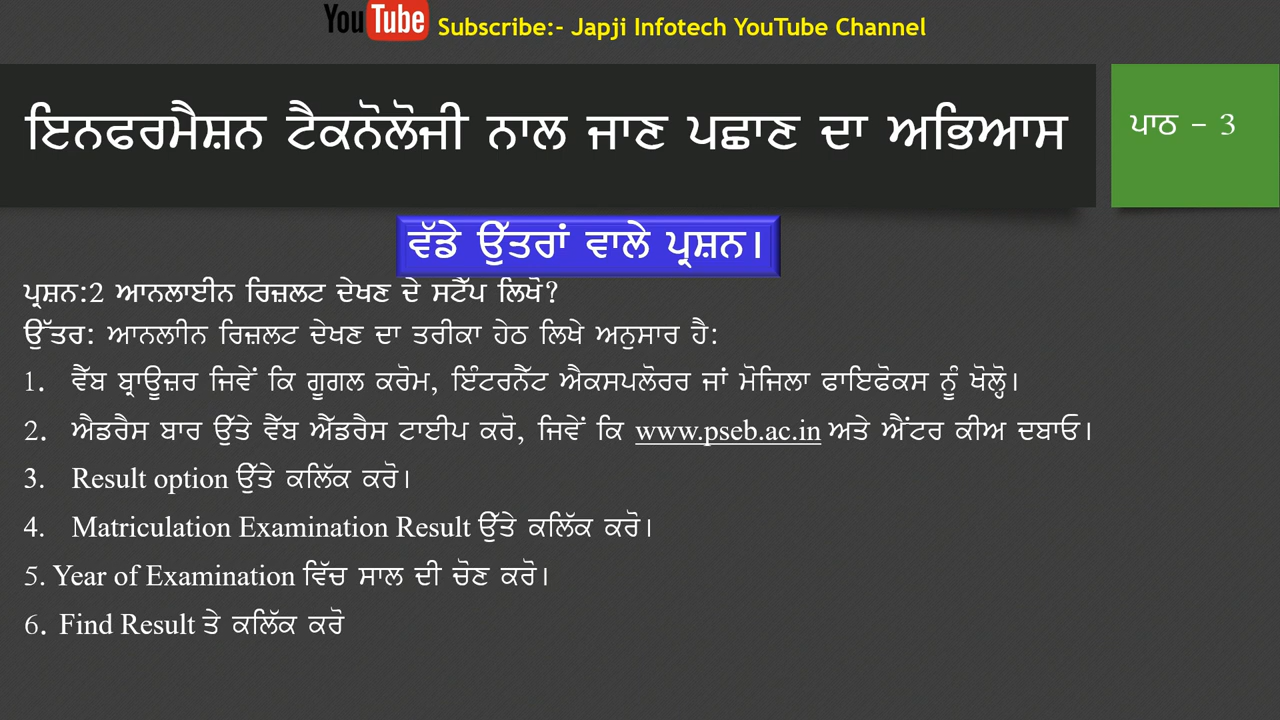 YouTube Subscribe:- Japji Infotech YouTube Channel
ਇਨਫਰਮੈਸ਼ਨ ਟੈਕਨੋਲੋਜੀ ਨਾਲ ਜਾਣ ਪਛਾਣ ਦਾ ਅਭਿਆਸ
ਪਾਠ – 3
ਵੱਡੇ ਉੱਤਰਾਂ ਵਾਲੇ ਪ੍ਰਸ਼ਨ।
ਪ੍ਰਸ਼ਨ:2 ਆਨਲਾਈਨ ਰਿਜ਼ਲਟ ਦੇਖਣ ਦੇ ਸਟੈੱਪ ਲਿਖੋ?
ਉੱਤਰ: ਆਨਲਾੀਨ ਰਿਜ਼ਲਟ ਦੇਖਣ ਦਾ ਤਰੀਕਾ ਹੇਠ ਲਿਖੇ ਅਨੁਸਾਰ ਹੈ:
1. ਵੈੱਬ ਬ੍ਰਾਊਜ਼ਰ ਜਿਵੇਂ ਕਿ ਗੂਗਲ ਕਰੋਮ, ਇੰਟਰਨੈੱਟ ਐਕਸਪਲੋਰਰ ਜਾਂ ਮੋਜਿਲਾ ਫਾਇਫੋਕਸ ਨੂੰ ਖੋਲ੍ਹੋ।
2. ਐਡਰੈਸ ਬਾਰ ਉੱਤੇ ਵੈੱਬ ਐੱਡਰੈਸ ਟਾਈਪ ਕਰੋ, ਜਿਵੇਂ ਕਿ www.pseb.ac.in ਅਤੇ ਐਂਟਰ ਕੀਅ ਦਬਾਓ।
3. Result option ਉੱਤੇ ਕਲਿੱਕ ਕਰੋ।
4. Matriculation Examination Result ਉੱਤੇ ਕਲਿੱਕ ਕਰੋ।
5. Year of Examination ਵਿੱਚ ਸਾਲ ਦੀ ਚੋਣ ਕਰੋ।
6. Find Result ਤੇ ਕਲਿੱਕ ਕਰੋ